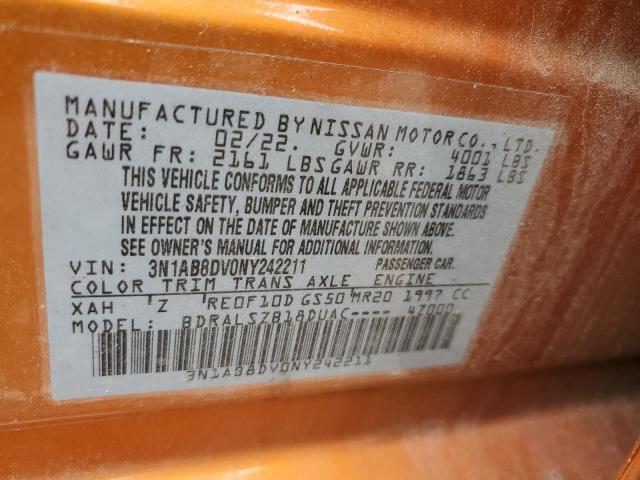 MANUFACTURED BY NISSAN MOTOR CO., LTD.
DATE: 02/22. GVWR: 4001 LBS
GAWR FR: 2161 LBS GAWR RR: 1863 LBS
THIS VEHICLE CONFORMS TO ALL APPLICABLE FEDERAL MOTOR
VEHICLE SAFETY, BUMPER AND THEFT PREVENTION STANDARDS
IN EFFECT ON THE DATE OF MANUFACTURE SHOWN ABOVE.
SEE OWNER'S MANUAL FOR ADDITIONAL INFORMATION.
VIN: 3N1AB8DV0NY242211 PASSENGER CAR.
COLOR TRIM TRANS AXLE ENGINE
XAH 'Z RE0F10D GS50 MR20 1997 CC
MODEL: BDRALSZB18DUAC---- 4Z000
3N1AB8DV0NY242211